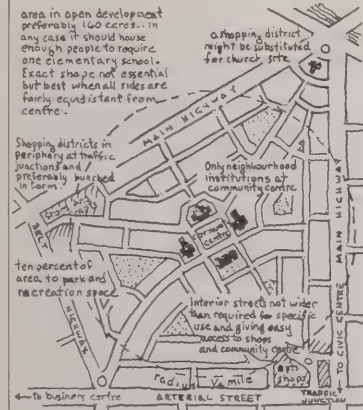 area in open development
preferably 160 acres.. in
any case it should house
enough people to require
one elementary school.
Exact shape not essential
but best when all sides are
fairly equidistant from
centre.
a shopping district
might be substituted
for church site
MAIN HIGHWAY
Shopping districts in
periphery at traffic
junctions and
preferably bunched
in form.
Only neighbourhood
institutions at
community centre
centre
ten percent of
area to park and
recreation space
Interior streets not wider
than required for specific
use and giving easy
access to shops
and community centre
MAIN HIGHWAY
HIGHWAY
radius ¼ mile
shops
TO CIVIC CENTRE
to business centre
ARTERIAL STREET
TRAFFIC
JUNCTION